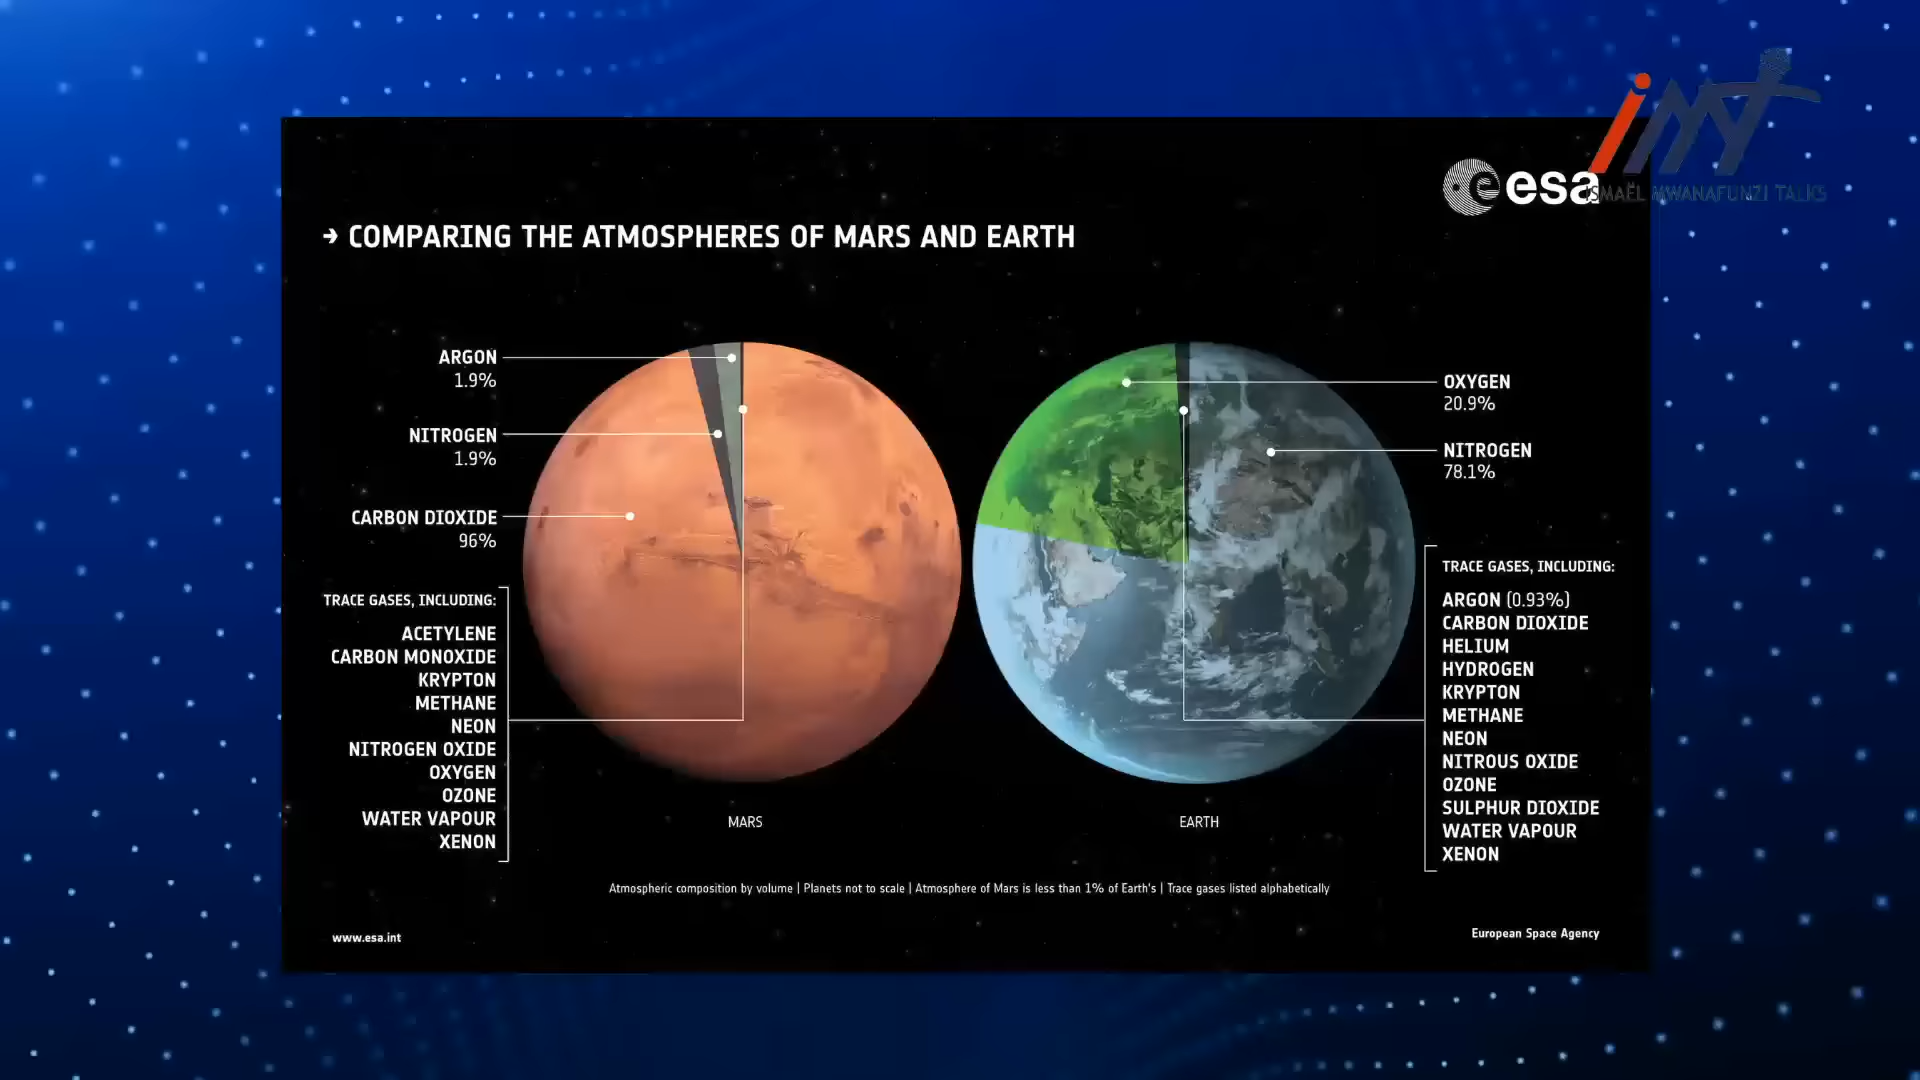 iMT
ISMAËL MWANAFUNZI TALKS
esa
→ COMPARING THE ATMOSPHERES OF MARS AND EARTH
ARGON
1.9%
NITROGEN
1.9%
CARBON DIOXIDE
96%
TRACE GASES, INCLUDING:
ACETYLENE
CARBON MONOXIDE
KRYPTON
METHANE
NEON
NITROGEN OXIDE
OXYGEN
OZONE
WATER VAPOUR
XENON
MARS
OXYGEN
20.9%
NITROGEN
78.1%
TRACE GASES, INCLUDING:
ARGON (0.93%)
CARBON DIOXIDE
HELIUM
HYDROGEN
KRYPTON
METHANE
NEON
NITROUS OXIDE
OZONE
SULPHUR DIOXIDE
WATER VAPOUR
XENON
EARTH
Atmospheric composition by volume | Planets not to scale | Atmosphere of Mars is less than 1% of Earth's | Trace gases listed alphabetically
www.esa.int
European Space Agency